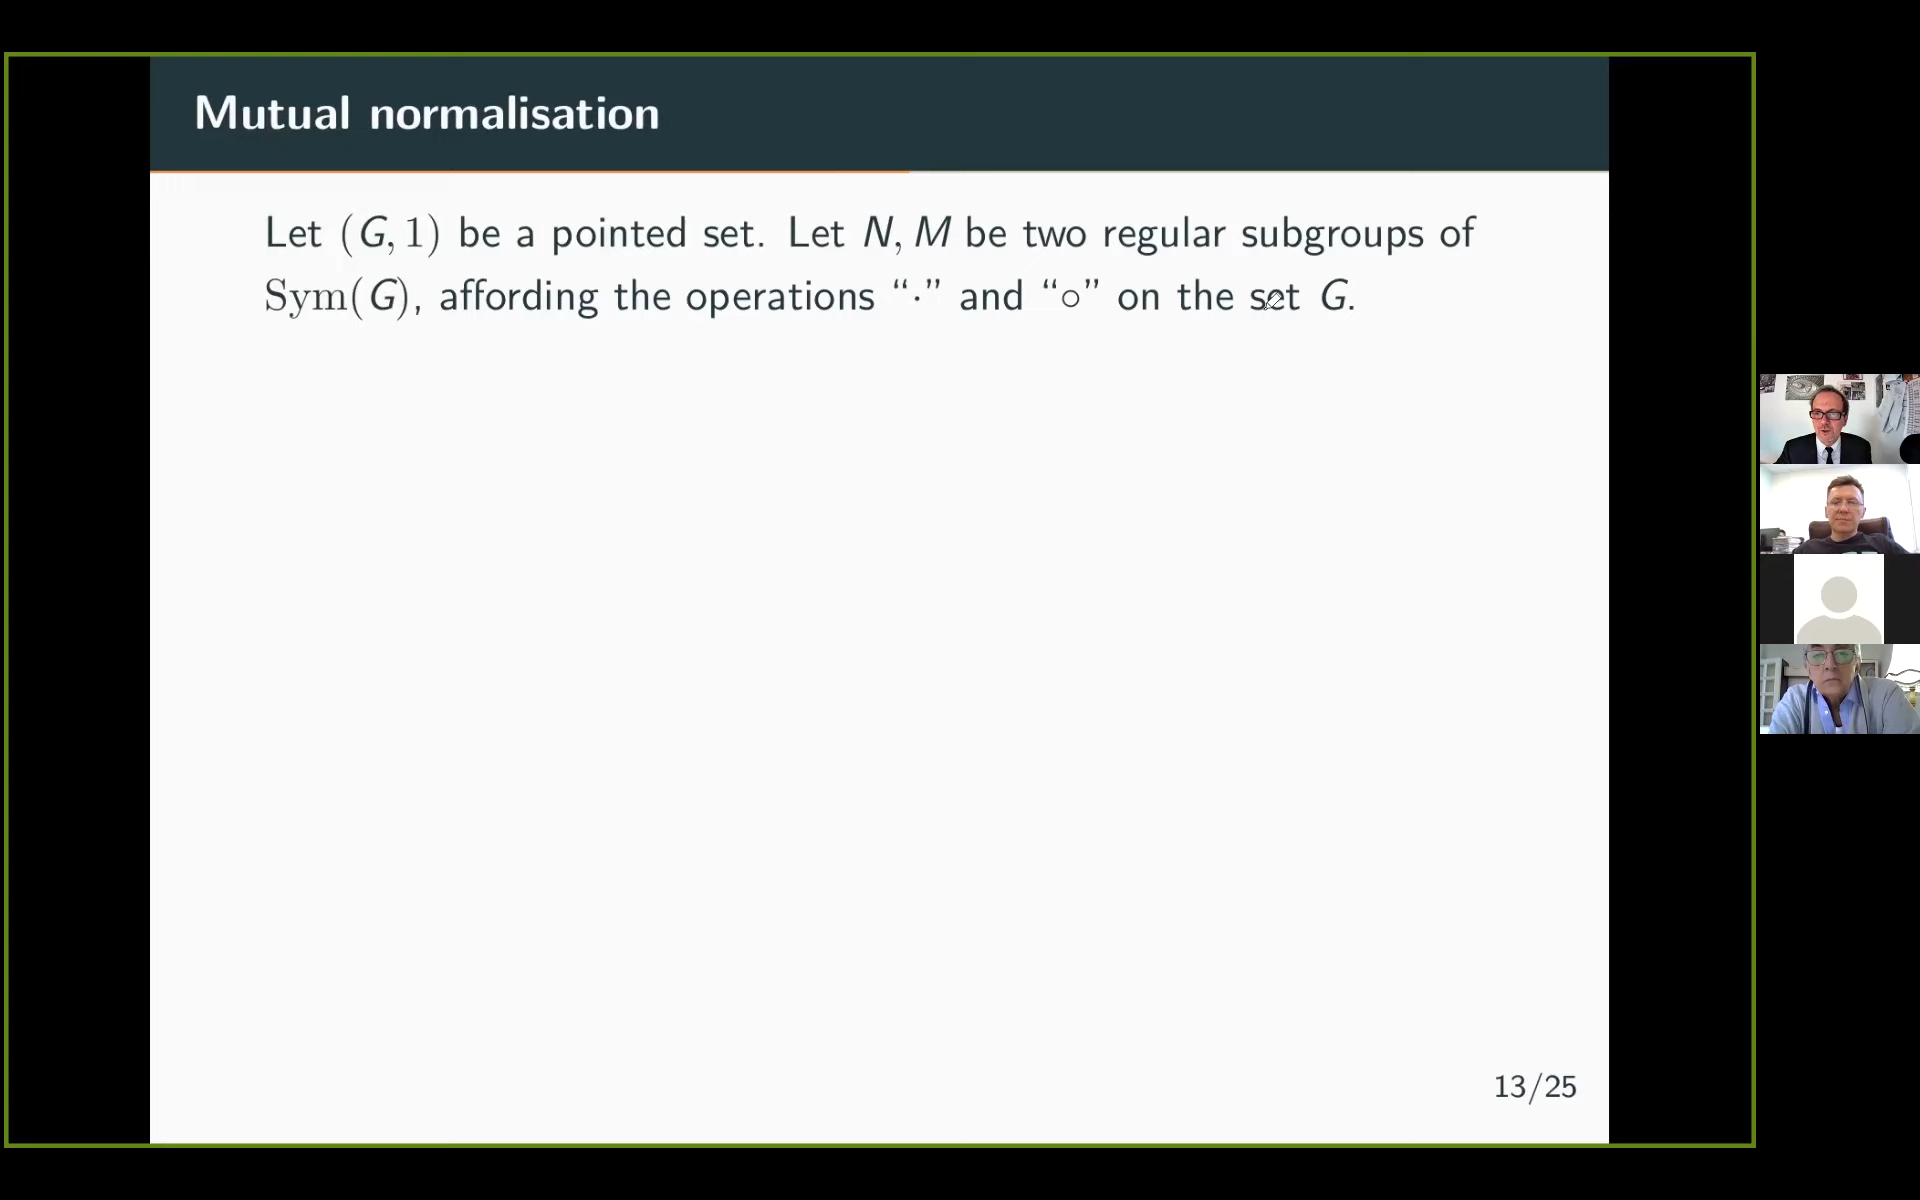 Mutual normalisation
Let (G, 1) be a pointed set. Let N, M be two regular subgroups of
Sym(G), affording the operations “·” and “○” on the set G.
13/25